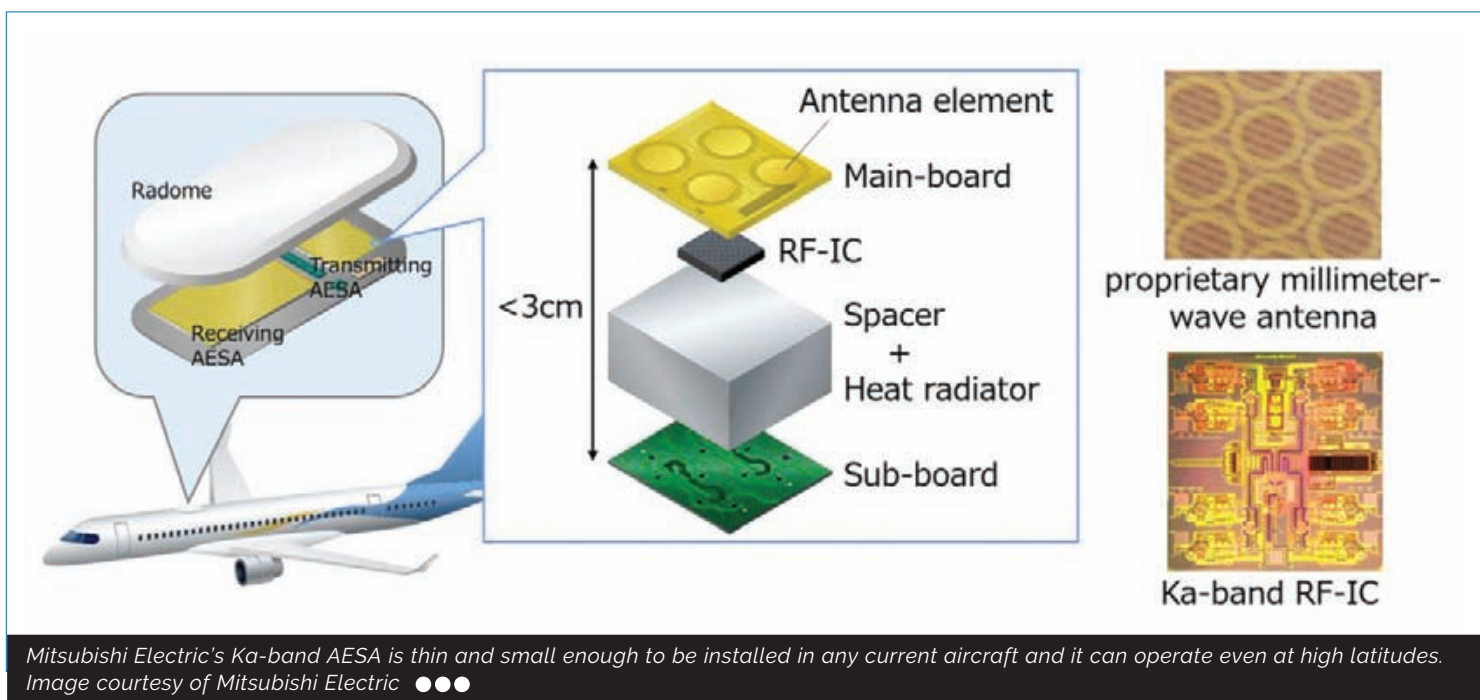 Radome
Transmitting
AESA
Receiving
AESA
<3cm
Antenna element
Main-board
RF-IC
Spacer
+
Heat radiator
Sub-board
proprietary millimeter-
wave antenna
Ka-band RF-IC
Mitsubishi Electric's Ka-band AESA is thin and small enough to be installed in any current aircraft and it can operate even at high latitudes.
Image courtesy of Mitsubishi Electric